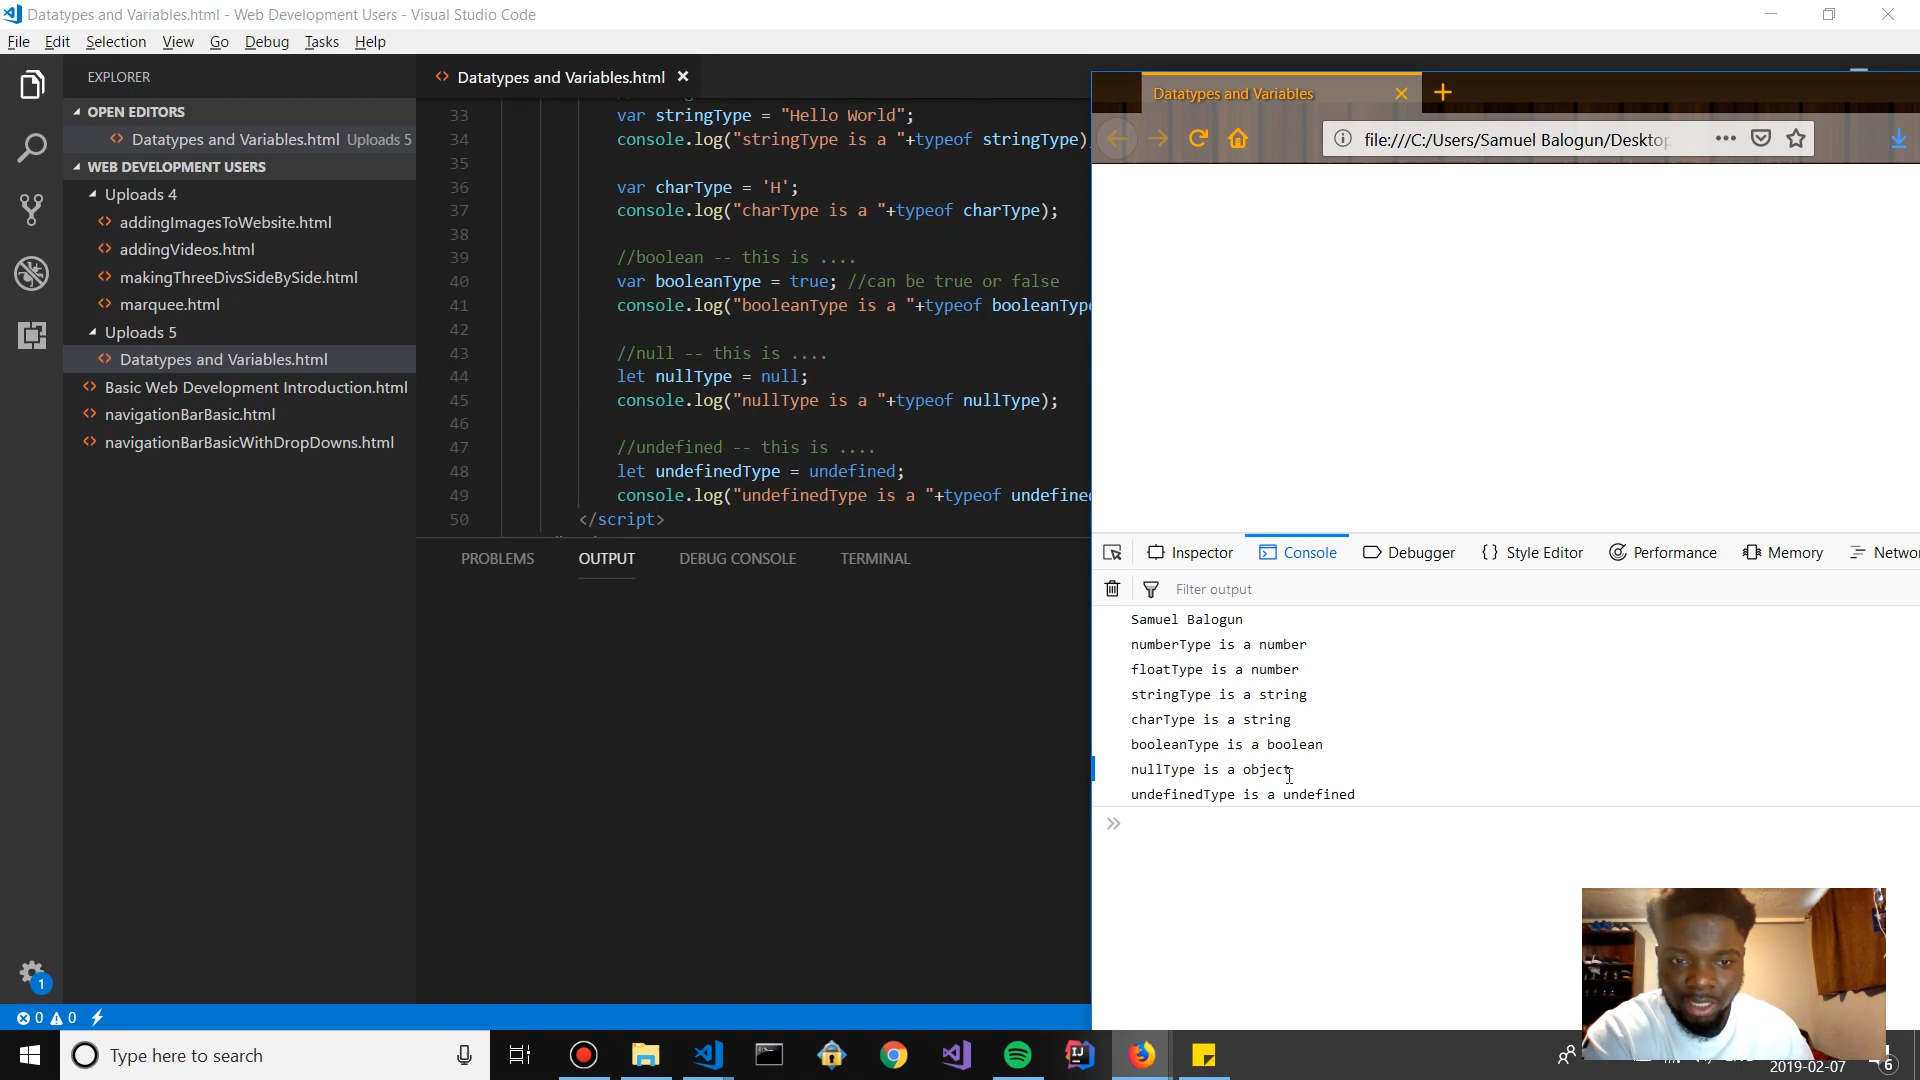 Datatypes and Variables.html - Web Development Users - Visual Studio Code
File Edit Selection View Go Debug Tasks Help
EXPLORER
OPEN EDITORS
Datatypes and Variables.html Uploads 5
WEB DEVELOPMENT USERS
Uploads 4
addingImagesToWebsite.html
addingVideos.html
makingThreeDivsSideBySide.html
marquee.html
Uploads 5
Datatypes and Variables.html
Basic Web Development Introduction.html
navigationBarBasic.html
navigationBarBasicWithDropDowns.html
Datatypes and Variables.html
33 var stringType = "Hello World";
34 console.log("stringType is a "+typeof stringType)
35
36 var charType = 'H';
37 console.log("charType is a "+typeof charType);
38
39 //boolean -- this is ....
40 var booleanType = true; //can be true or false
41 console.log("booleanType is a "+typeof booleanType
42
43 //null -- this is ....
44 let nullType = null;
45 console.log("nullType is a "+typeof nullType);
46
47 //undefined -- this is ....
48 let undefinedType = undefined;
49 console.log("undefinedType is a "+typeof undefined
50 </script>
PROBLEMS OUTPUT DEBUG CONSOLE TERMINAL
Datatypes and Variables
file:///C:/Users/Samuel Balogun/Desktop
Inspector Console Debugger Style Editor Performance Memory Netwo
Filter output
Samuel Balogun
numberType is a number
floatType is a number
stringType is a string
charType is a string
booleanType is a boolean
nullType is a object
undefinedType is a undefined
1
0 0
Type here to search
2019-02-07
6